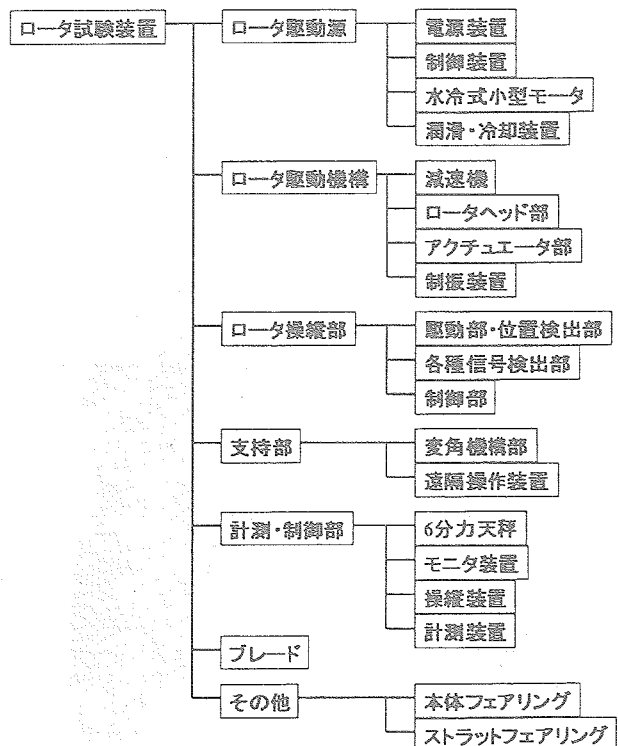 ロータ試験装置
ロータ駆動源
電源装置
制御装置
水冷式小型モータ
潤滑・冷却装置
ロータ駆動機構
減速機
ロータヘッド部
アクチュエータ部
制振装置
ロータ操縦部
駆動部・位置検出部
各種信号検出部
制御部
支持部
変角機構部
遠隔操作装置
計測・制御部
6分力天秤
モニタ装置
操縦装置
計測装置
ブレード
その他
本体フェアリング
ストラットフェアリング